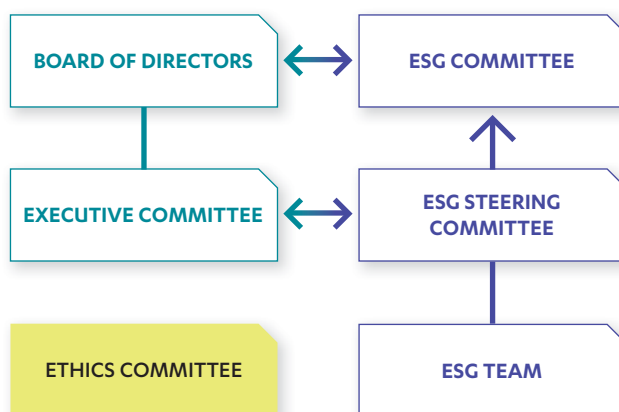 BOARD OF DIRECTORS
ESG COMMITTEE
EXECUTIVE COMMITTEE
ESG STEERING
COMMITTEE
ETHICS COMMITTEE
ESG TEAM